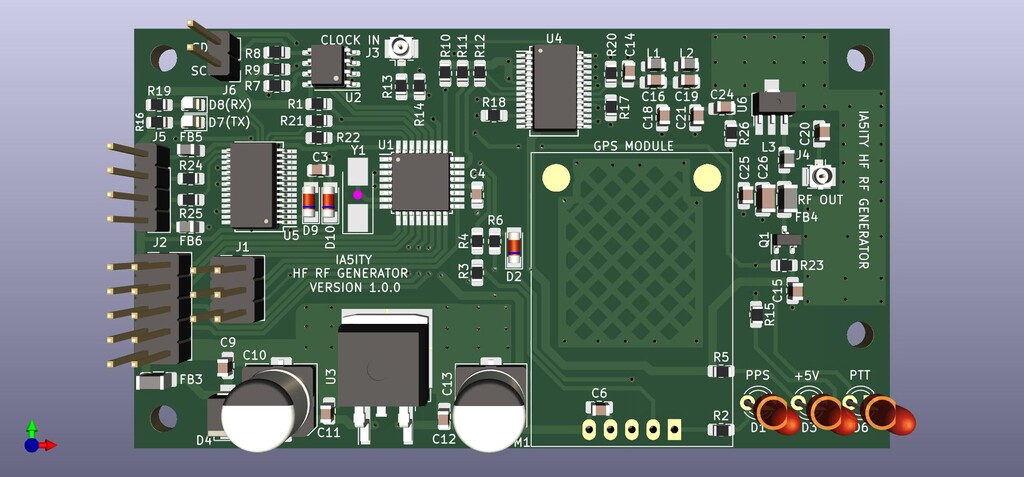 CLOCK IN
J3
U4
R20
C14
L1
L2
R8
R9
R7
J6
SC
U2
R10
R11
R12
R13
R14
C16
C19
C18
C21
R17
C24
U6
R26
C20
R19
R16
D8(RX)
D7(TX)
R1
R21
R22
R18
J5
FB5
R24
R25
FB6
U5
C3
D9
D10
Y1
U1
C4
GPS MODULE
L3
J4
RF OUT
C25
C26
FB4
IA5ITY HF RF GENERATOR
Q1
R23
C15
R15
J2
J1
R4
R6
R3
D2
IA5ITY
HF RF GENERATOR
VERSION 1.0.0
C9
C10
FB3
D4
C11
U3
C13
C12
M1
C6
R5
R2
PPS
+5V
PTT
D1
D3
D6